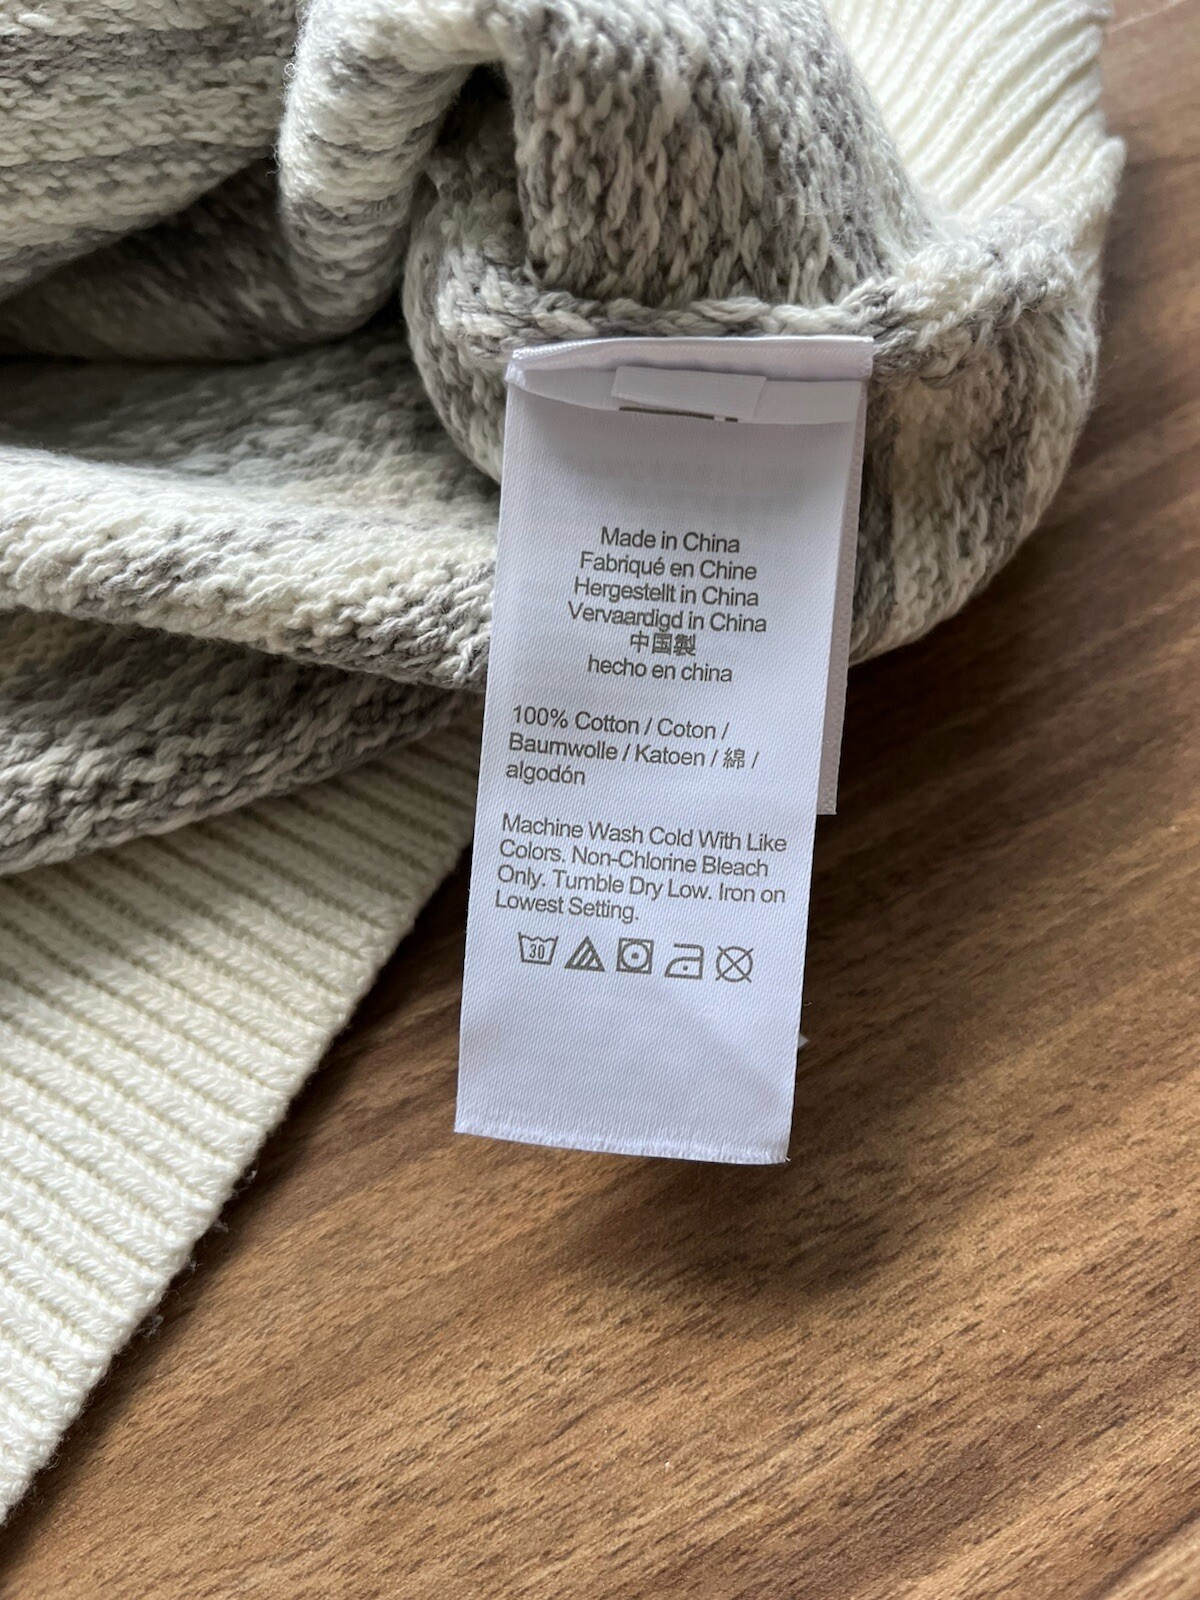 Made in China
Fabriqué en Chine
Hergestellt in China
Vervaardigd in China
中国製
hecho en china
100% Cotton / Coton /
Baumwolle / Katoen / 綿 /
algodón
Machine Wash Cold With Like
Colors. Non-Chlorine Bleach
Only. Tumble Dry Low. Iron on
Lowest Setting.
30